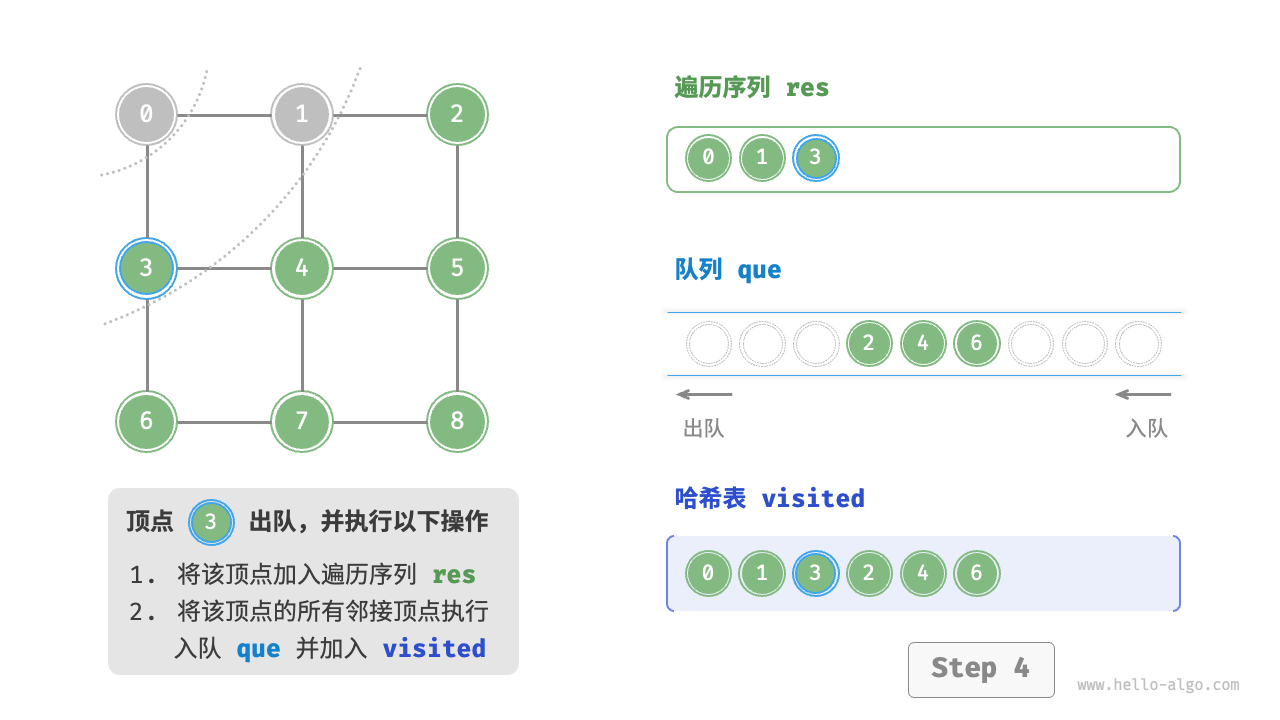 0 1 2
3 4 5
6 7 8
顶点 3 出队，并执行以下操作
1. 将该顶点加入遍历序列 res
2. 将该顶点的所有邻接顶点执行
入队 que 并加入 visited
遍历序列 res
0 1 3
队列 que
2 4 6
出队 入队
哈希表 visited
0 1 3 2 4 6
Step 4
www.hello-algo.com